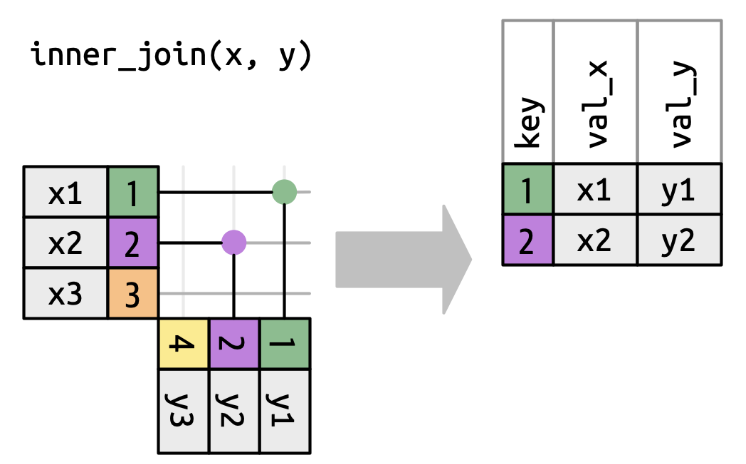 inner_join(x, y)
key val_x val_y
1 x1 y1
2 x2 y2
x1 1
x2 2
x3 3
4 2 1
y3 y2 y1